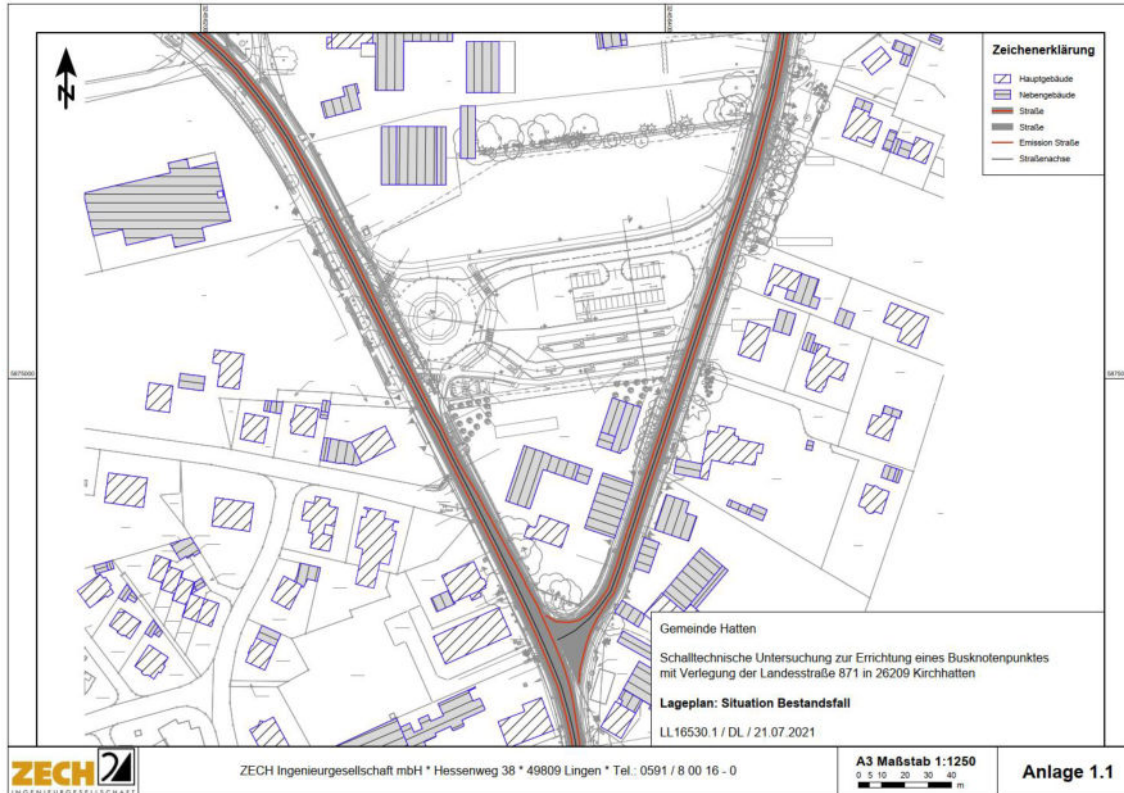 Zeichenerklärung
Hauptgebäude
Nebengebäude
Straße
Straße
Emission Straße
Straßenachse
N
Gemeinde Hatten
Schalltechnische Untersuchung zur Errichtung eines Busknotenpunktes
mit Verlegung der Landesstraße 871 in 26209 Kirchhatten
Lageplan: Situation Bestandsfall
LL16530.1 / DL / 21.07.2021
ZECH
INGENIEURGESELLSCHAFT
ZECH Ingenieurgesellschaft mbH * Hessenweg 38 * 49809 Lingen * Tel.: 0591 / 8 00 16 - 0
A3 Maßstab 1:1250
0 5 10 20 30 40
m
Anlage 1.1